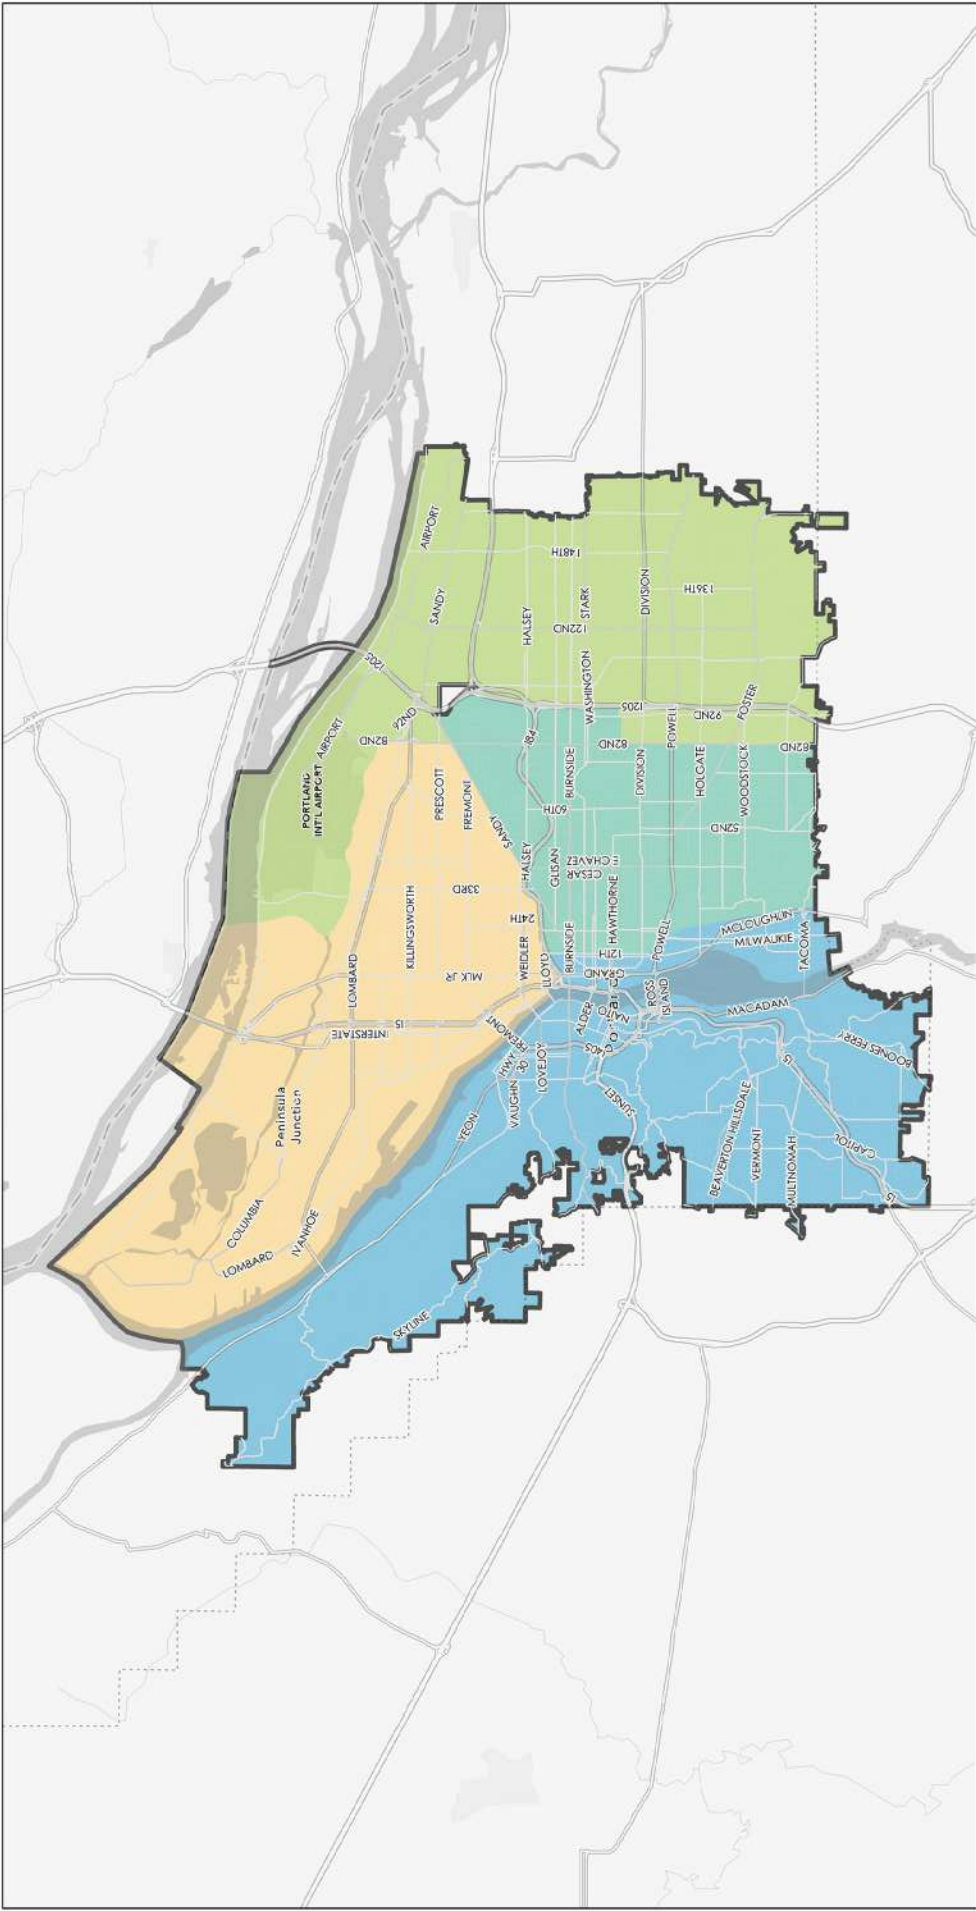 AIRPORT
148TH
SANDY
STARK
DIVISION
136TH
HALSEY
122ND
I205
WASHINGTON
FOSTER
I205
92ND
POWELL
92ND
AIRPORT
82ND
I84
82ND
82ND
PORTLAND
INT'L AIRPORT
PRESCOTT
FREMONT
BURNSIDE
DIVISION
HOLGATE
WOODSTOCK
60TH
SANDY
52ND
HALSEY
GLISAN
CESAR
E CHAVEZ
KILLINGSWORTH
33RD
HAWTHORNE
24TH
BURNSIDE
12TH
POWELL
MCLOUGHLIN
MILWAUKIE
TACOMA
WEIDLER
LLOYD
GRAND
LOMBARD
MLK JR
ROSS
ISLAND
MACADAM
ALDER
NAITO
INTERSTATE
I5
FREMONT
I405
HWY
30
LOVEJOY
VAUGHN
I5
BOONES FERRY
Peninsula
Junction
YEON
SUNSET
BEAVERTON HILLSDALE
VERMONT
MULTNOMAH
CAPITOL
I5
COLUMBIA
IVANHOE
LOMBARD
SKYLINE